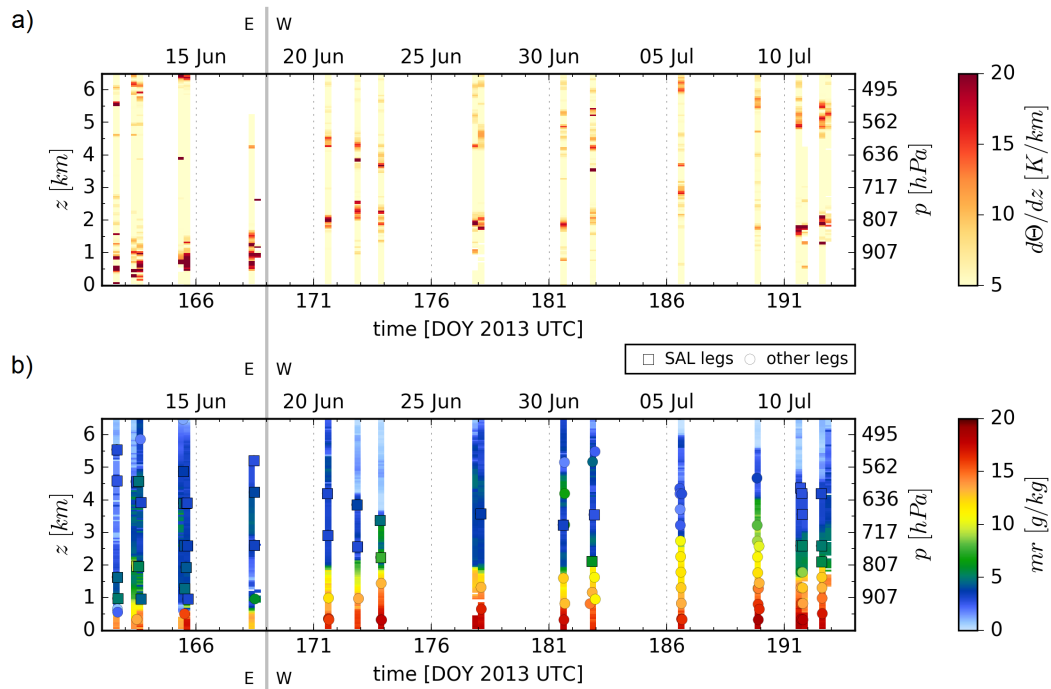 a)
E W
15 Jun 20 Jun 25 Jun 30 Jun 05 Jul 10 Jul
6 495 20
5 562
4 636 15
3 717
2 807 10
1 907
0 5
z [km]
p [hPa]
dΘ/dz [K/km]
166 171 176 181 186 191
time [DOY 2013 UTC]
SAL legs other legs
b)
E W
15 Jun 20 Jun 25 Jun 30 Jun 05 Jul 10 Jul
6 495 20
5 562 15
4 636
3 717 10
2 807
1 907 5
0 0
z [km]
p [hPa]
mr [g/kg]
166 171 176 181 186 191
time [DOY 2013 UTC]
E W